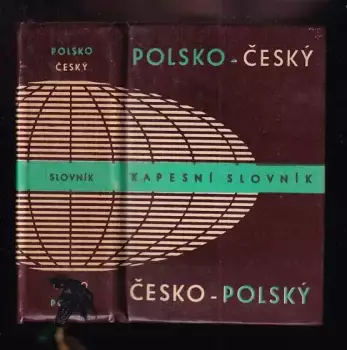 POLSKO
ČESKÝ
SLOVNÍK
POLSKO-ČESKÝ
KAPESNÍ SLOVNÍK
ČESKO-POLSKÝ